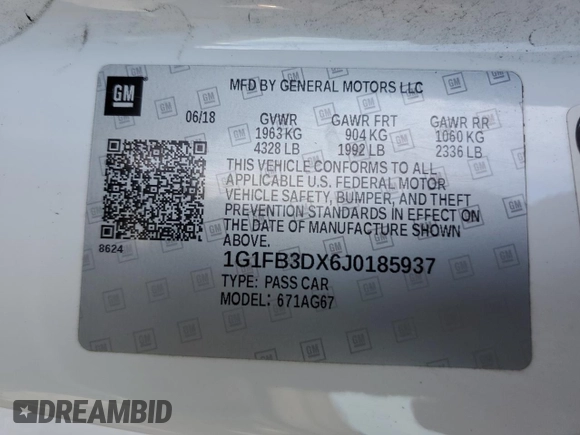 GM
MFD BY GENERAL MOTORS LLC
06/18 GVWR GAWR FRT GAWR RR
1963 KG 904 KG 1060 KG
4328 LB 1992 LB 2336 LB
THIS VEHICLE CONFORMS TO ALL
APPLICABLE U.S. FEDERAL MOTOR
VEHICLE SAFETY, BUMPER, AND THEFT
PREVENTION STANDARDS IN EFFECT ON
THE DATE OF MANUFACTURE SHOWN
ABOVE.
8624
1G1FB3DX6J0185937
TYPE: PASS CAR
MODEL: 671AG67
DREAMBID